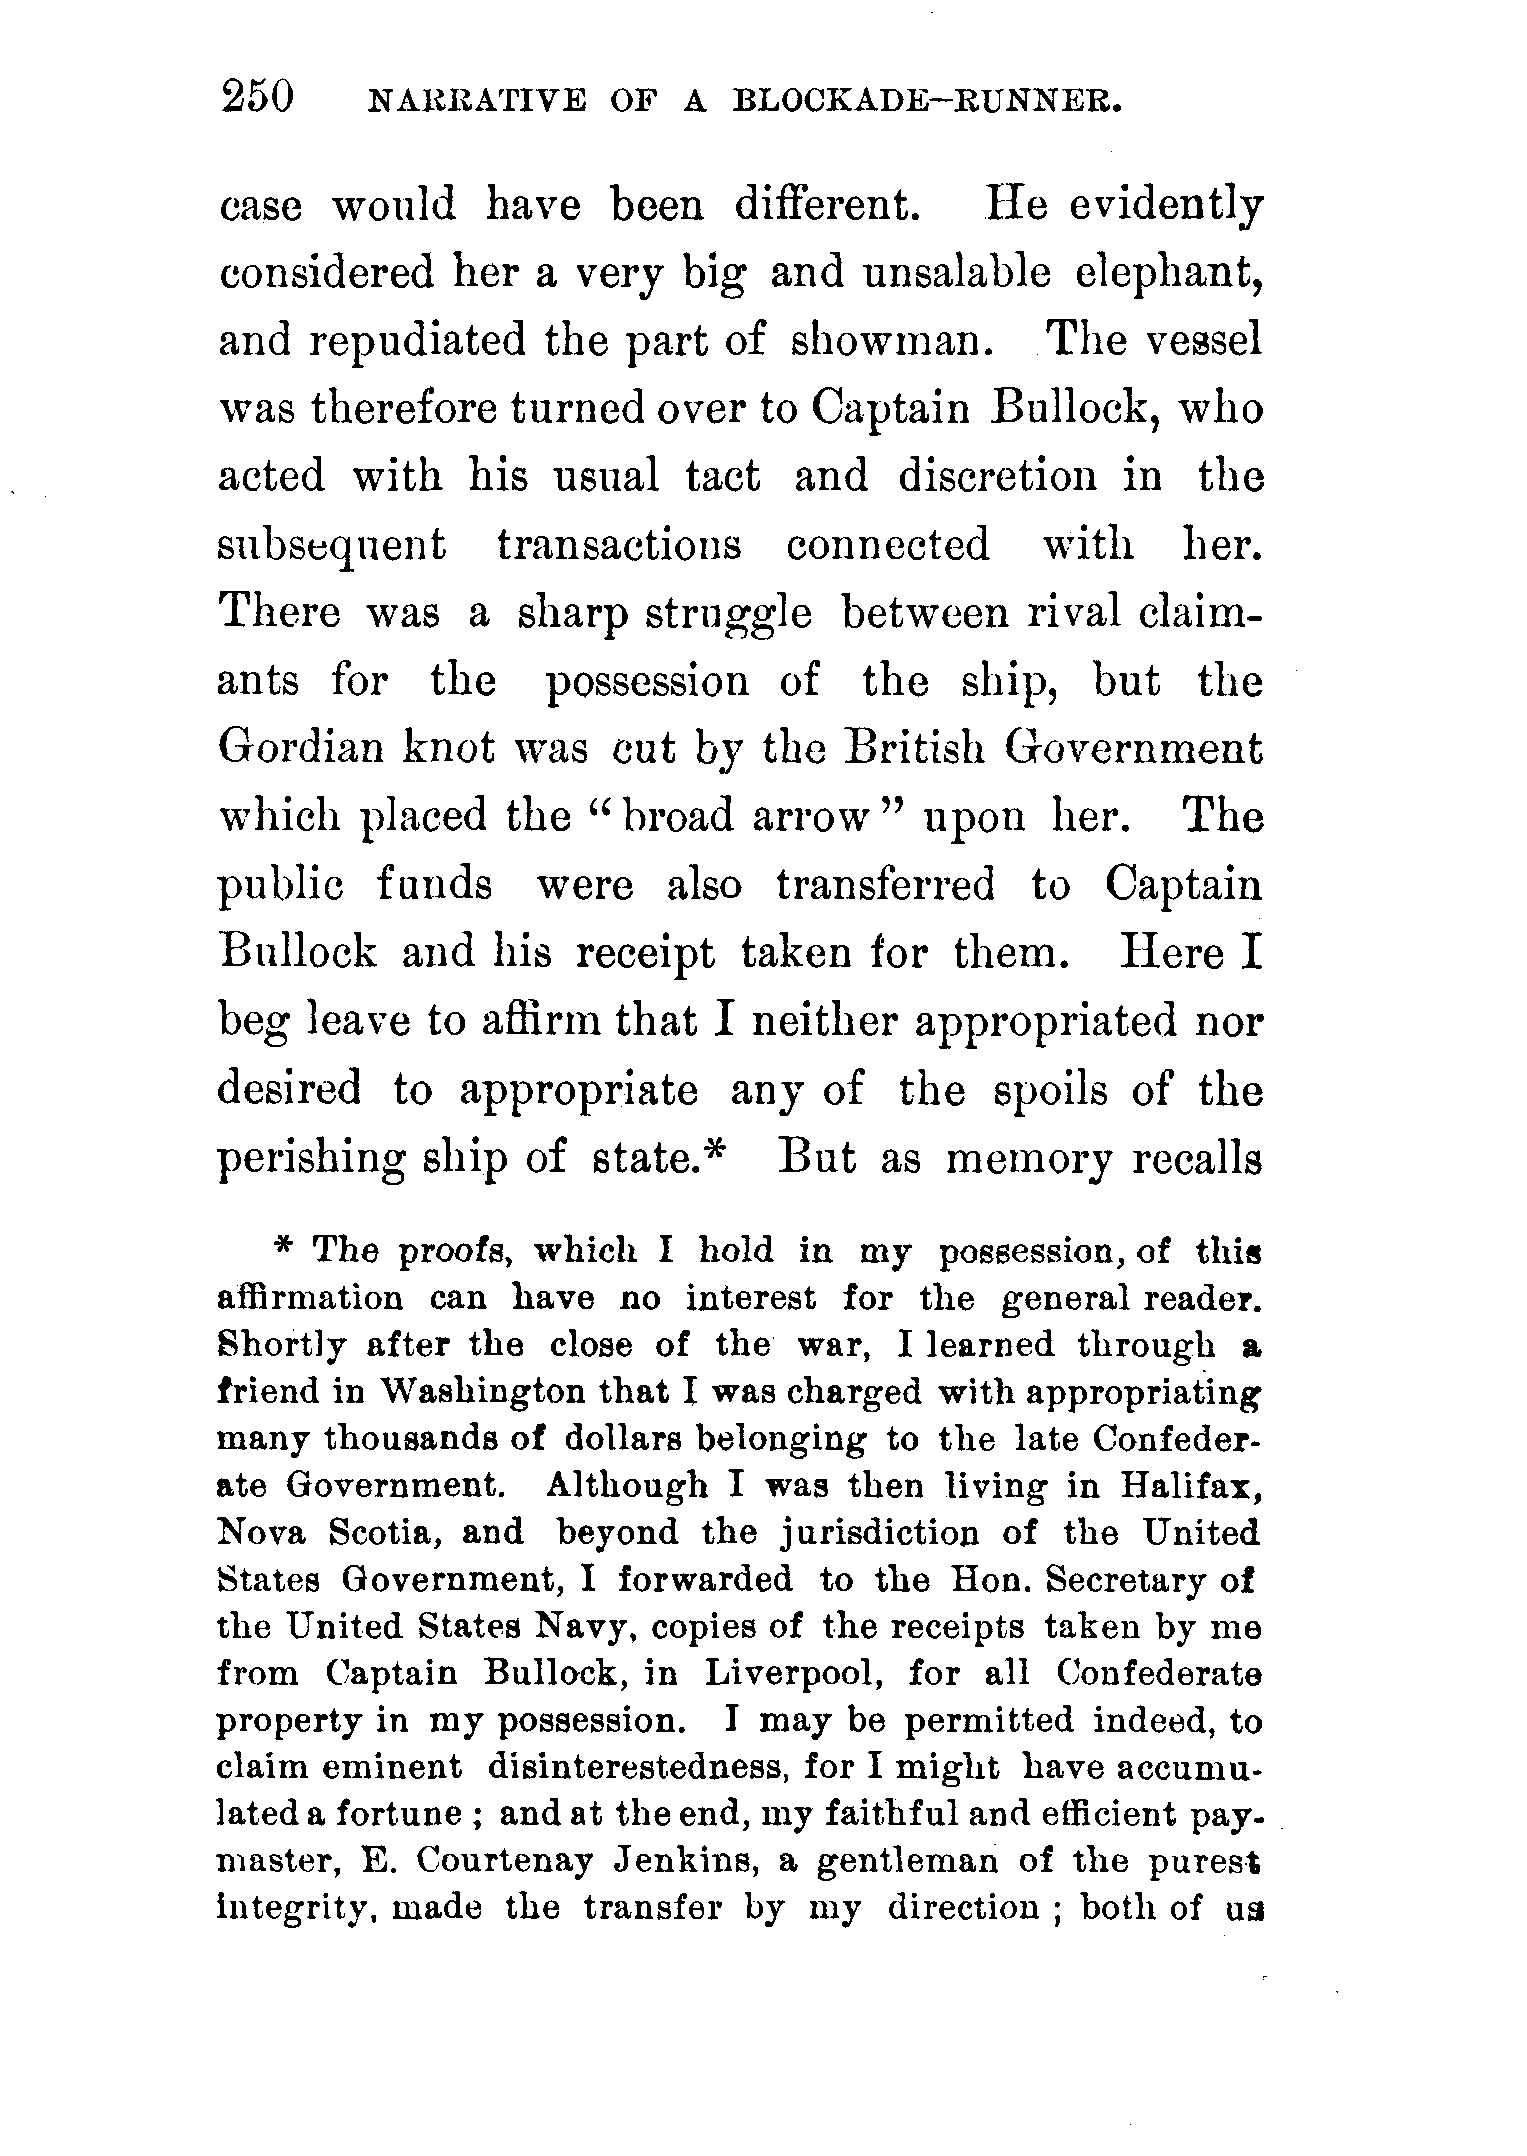 250 NARRATIVE OF A BLOCKADE-RUNNER.
case would have been different. He evidently
considered her a very big and unsalable elephant,
and repudiated the part of showman. The vessel
was therefore turned over to Captain Bullock, who
acted with his usual tact and discretion in the
subsequent transactions connected with her.
There was a sharp struggle between rival claim-
ants for the possession of the ship, but the
Gordian knot was cut by the British Government
which placed the “broad arrow” upon her. The
public funds were also transferred to Captain
Bullock and his receipt taken for them. Here I
beg leave to affirm that I neither appropriated nor
desired to appropriate any of the spoils of the
perishing ship of state.* But as memory recalls
* The proofs, which I hold in my possession, of this
affirmation can have no interest for the general reader.
Shortly after the close of the war, I learned through a
friend in Washington that I was charged with appropriating
many thousands of dollars belonging to the late Confeder-
ate Government. Although I was then living in Halifax,
Nova Scotia, and beyond the jurisdiction of the United
States Government, I forwarded to the Hon. Secretary of
the United States Navy, copies of the receipts taken by me
from Captain Bullock, in Liverpool, for all Confederate
property in my possession. I may be permitted indeed, to
claim eminent disinterestedness, for I might have accumu-
lated a fortune ; and at the end, my faithful and efficient pay-
master, E. Courtenay Jenkins, a gentleman of the purest
integrity, made the transfer by my direction ; both of us